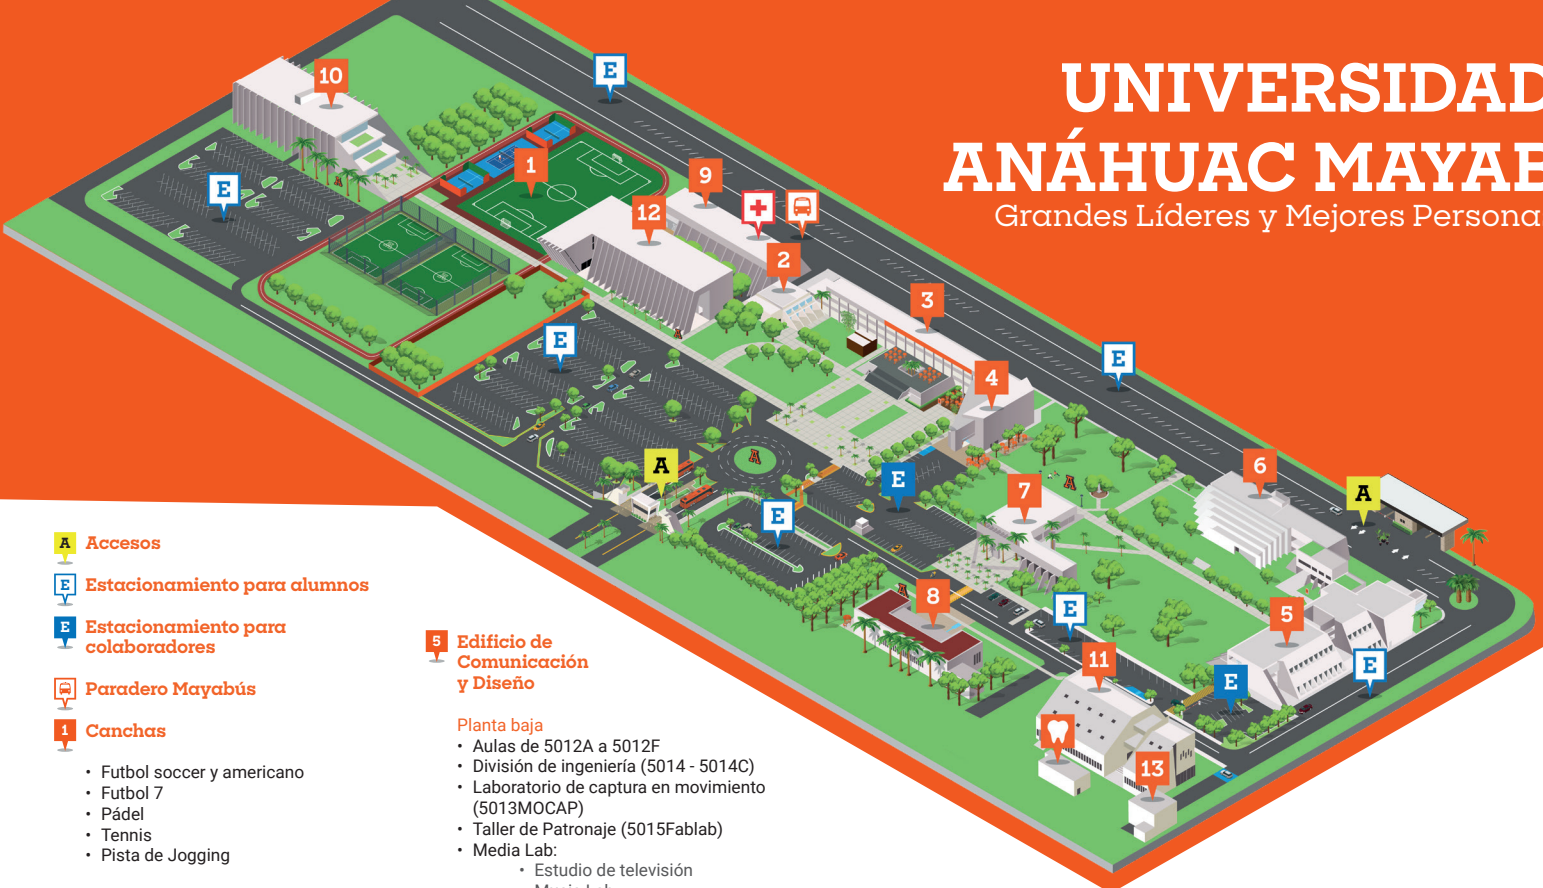 UNIVERSIDAD
ANÁHUAC MAYAB
Grandes Líderes y Mejores Persona
10
E
E
1
9
12
2
3
E
4
E
A
E
7
6
A
E
8
E
5
11
E
E
13
A Accesos
E Estacionamiento para alumnos
E Estacionamiento para
colaboradores
Paradero Mayabús
1 Canchas
• Futbol soccer y americano
• Futbol 7
• Pádel
• Tennis
• Pista de Jogging
5 Edificio de
Comunicación
y Diseño
Planta baja
• Aulas de 5012A a 5012F
• División de ingeniería (5014 - 5014C)
• Laboratorio de captura en movimiento
(5013MOCAP)
• Taller de Patronaje (5015Fablab)
• Media Lab:
• Estudio de televisión